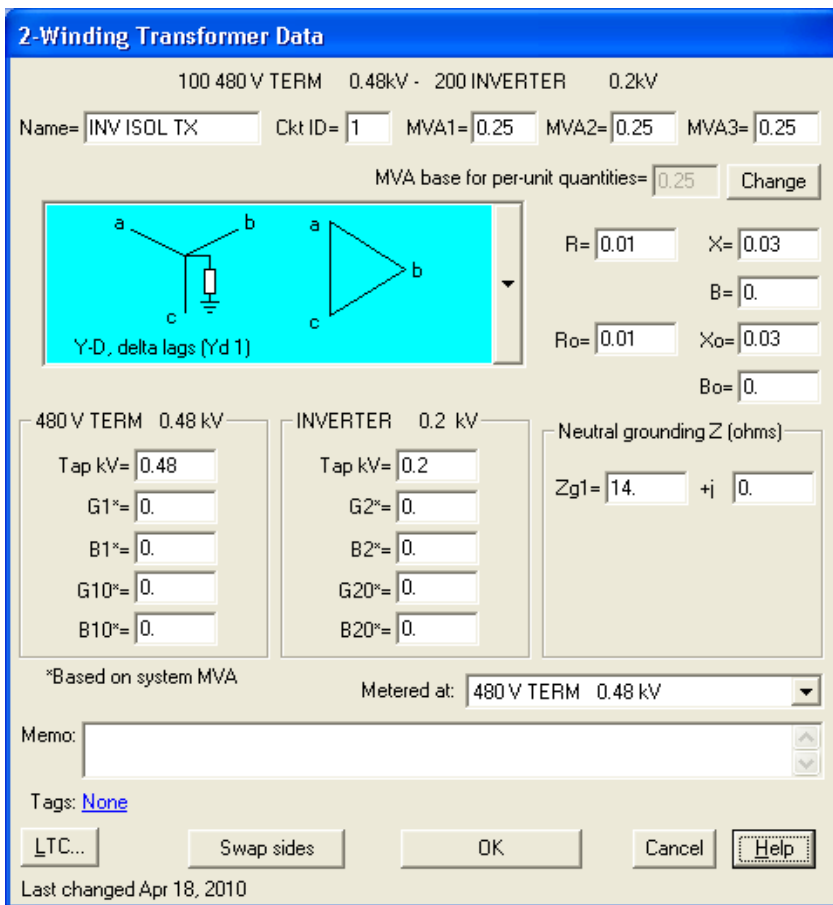 2-Winding Transformer Data
100 480 V TERM 0.48kV - 200 INVERTER 0.2kV
Name= INV ISOL TX Ckt ID= 1 MVA1= 0.25 MVA2= 0.25 MVA3= 0.25
MVA base for per-unit quantities= 0.25 Change
a b c
a b c
Y-D, delta lags (Yd 1)
R= 0.01 X= 0.03
B= 0.
Ro= 0.01 Xo= 0.03
Bo= 0.
480 V TERM 0.48 kV
Tap kV= 0.48
G1*= 0.
B1*= 0.
G10*= 0.
B10*= 0.
INVERTER 0.2 kV
Tap kV= 0.2
G2*= 0.
B2*= 0.
G20*= 0.
B20*= 0.
Neutral grounding Z (ohms)
Zg1= 14. +j 0.
*Based on system MVA
Metered at: 480 V TERM 0.48 kV
Memo:
Tags: None
LTC... Swap sides OK Cancel Help
Last changed Apr 18, 2010